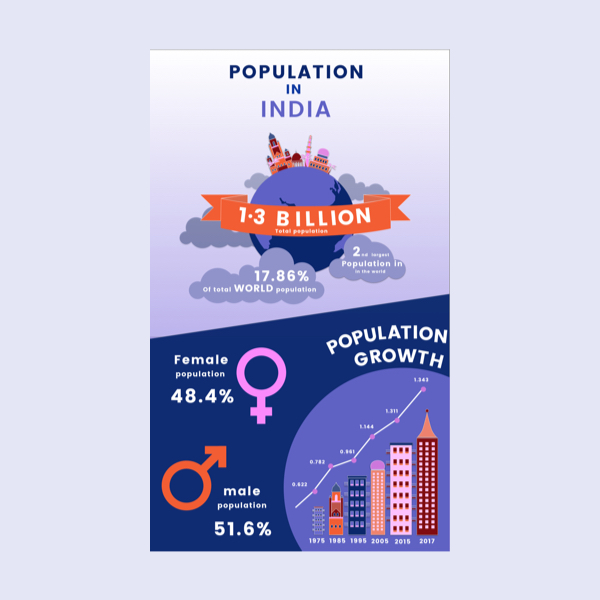 POPULATION
IN
INDIA
1.3 BILLION
Total population
2nd largest
Population in
in the world
17.86%
Of total WORLD population
POPULATION
GROWTH
Female
population
48.4%
male
population
51.6%
1.343
1.311
1.144
0.961
0.782
0.622
1975 1985 1995 2005 2015 2017